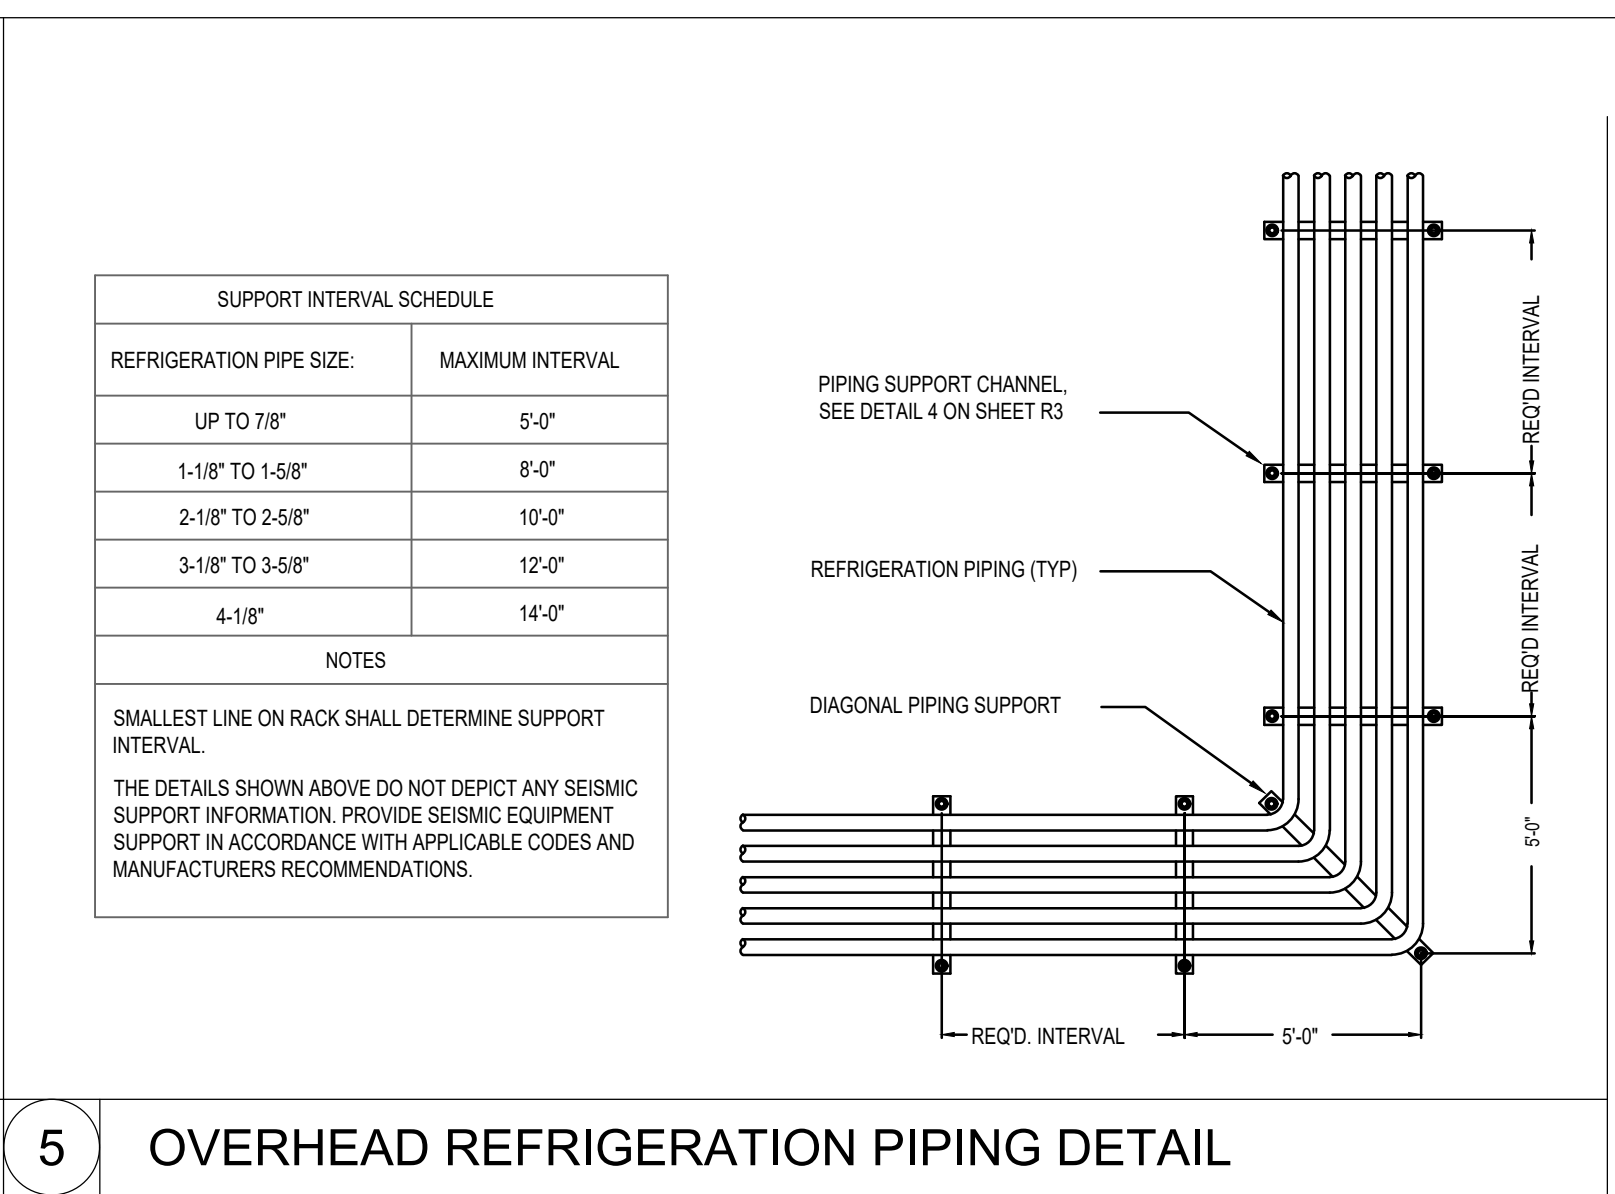 SUPPORT INTERVAL SCHEDULE
REFRIGERATION PIPE SIZE: MAXIMUM INTERVAL
UP TO 7/8" 5'-0"
1-1/8" TO 1-5/8" 8'-0"
2-1/8" TO 2-5/8" 10'-0"
3-1/8" TO 3-5/8" 12'-0"
4-1/8" 14'-0"
NOTES
SMALLEST LINE ON RACK SHALL DETERMINE SUPPORT
INTERVAL.
THE DETAILS SHOWN ABOVE DO NOT DEPICT ANY SEISMIC
SUPPORT INFORMATION. PROVIDE SEISMIC EQUIPMENT
SUPPORT IN ACCORDANCE WITH APPLICABLE CODES AND
MANUFACTURERS RECOMMENDATIONS.
PIPING SUPPORT CHANNEL,
SEE DETAIL 4 ON SHEET R3
REFRIGERATION PIPING (TYP)
DIAGONAL PIPING SUPPORT
REQ'D INTERVAL
REQ'D INTERVAL
5'-0"
REQ'D. INTERVAL
5'-0"
5 OVERHEAD REFRIGERATION PIPING DETAIL